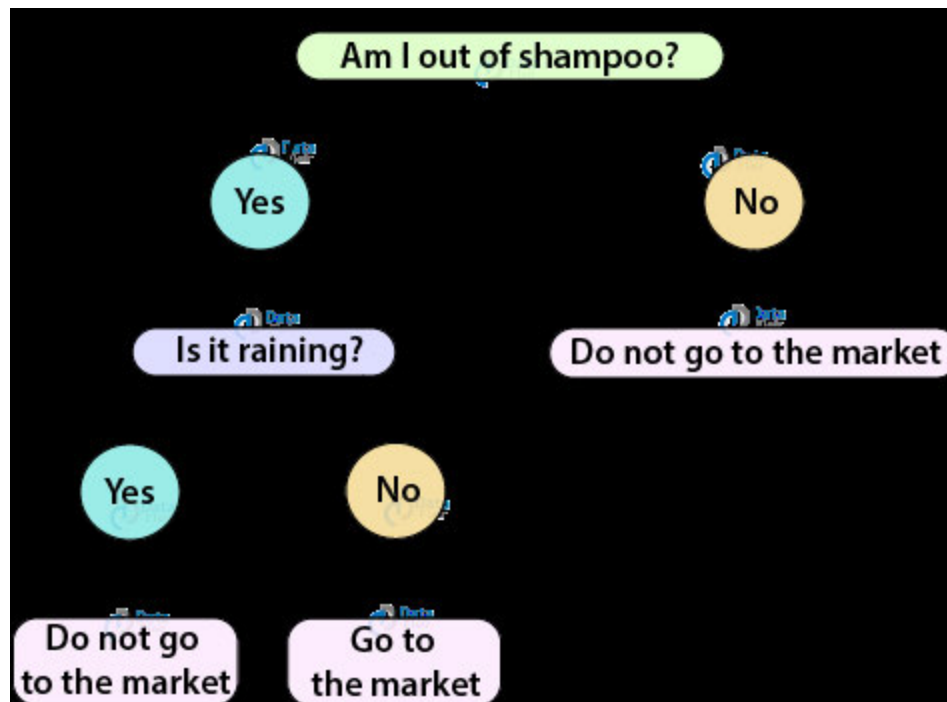 Am I out of shampoo?
Yes
No
Is it raining?
Do not go to the market
Yes
No
Do not go
to the market
Go to
the market